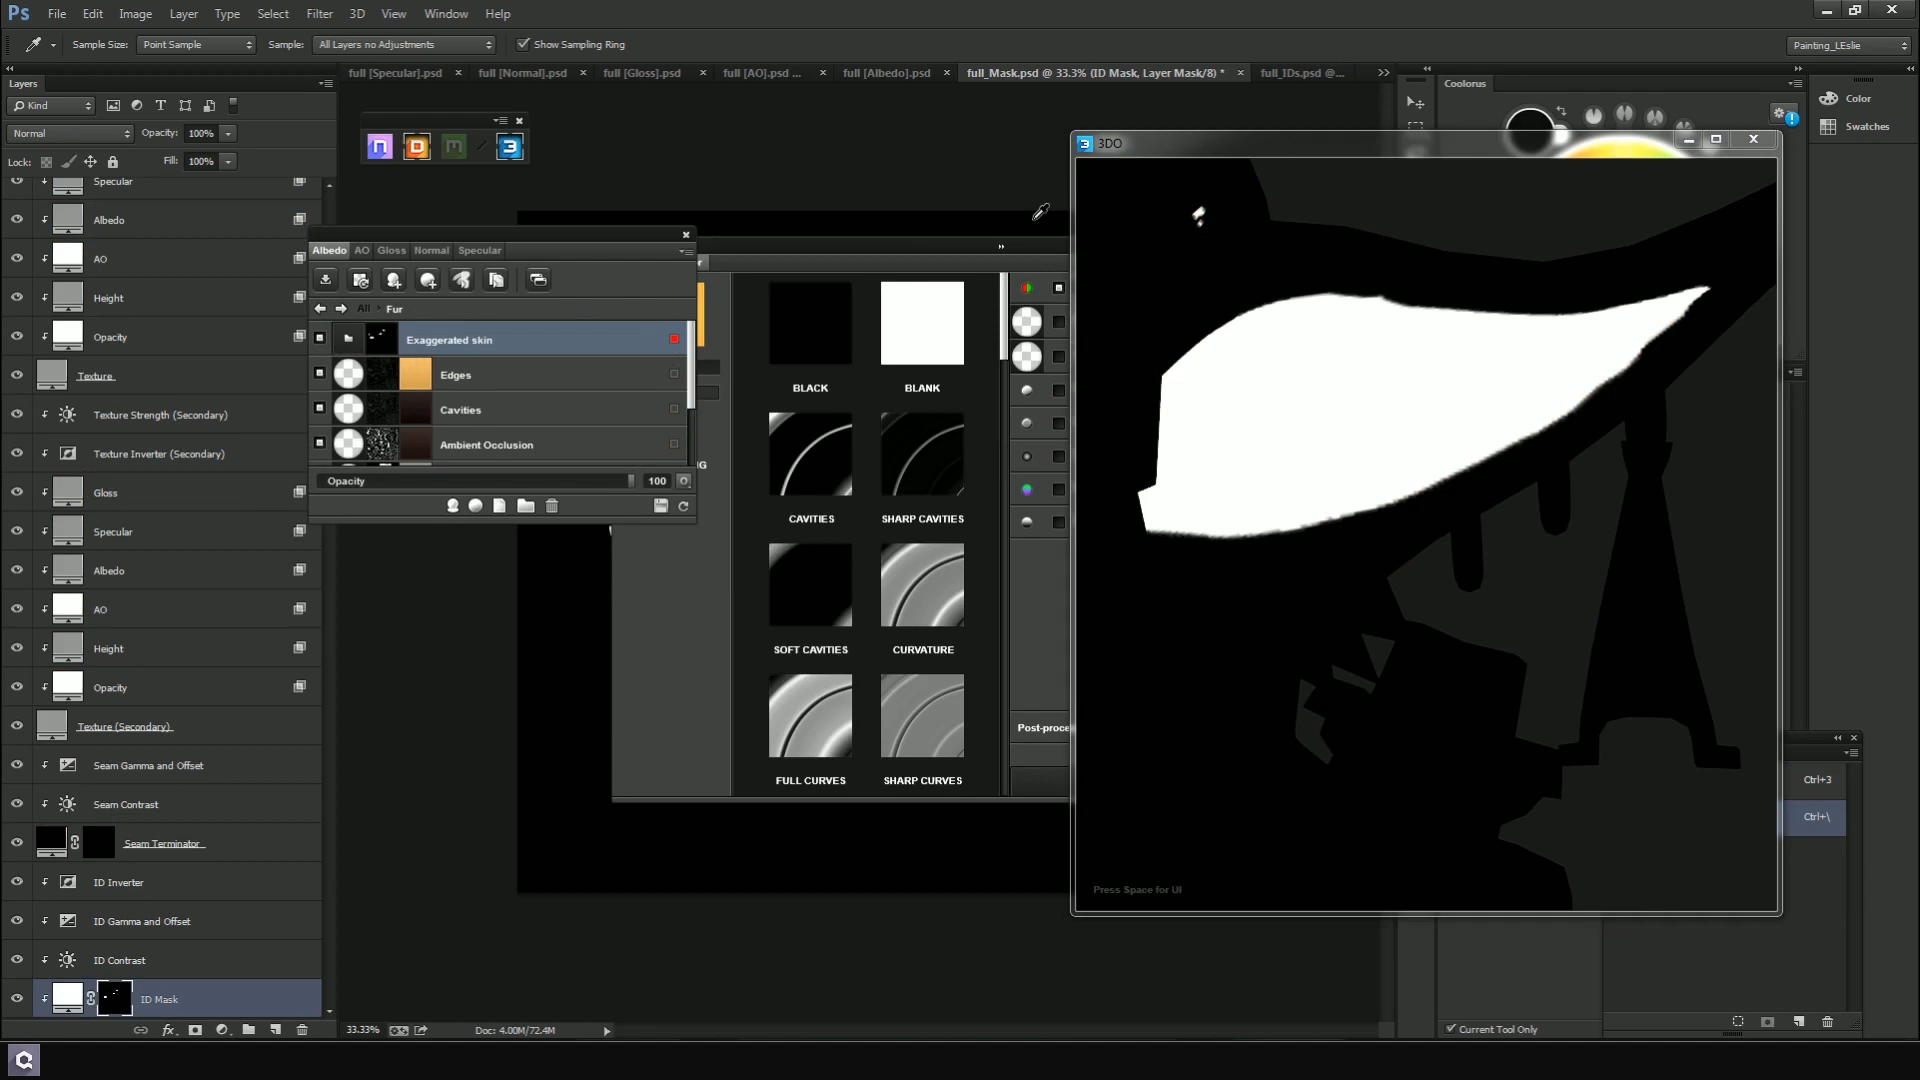 Ps File Edit Image Layer Type Select Filter 3D View Window Help
Sample Size: Point Sample Sample: All Layers no Adjustments Show Sampling Ring Painting_LEslie
Layers
full [Specular].psd full [Normal].psd full [Gloss].psd full [AO].psd ... full [Albedo].psd full_Mask.psd @ 33.3% (ID Mask, Layer Mask/8) * full_IDs.psd @...
Coolorus
Color
Swatches
Kind
Normal Opacity: 100%
Lock: Fill: 100%
Specular
Albedo
AO
Height
Opacity
Texture
Texture Strength (Secondary)
Texture Inverter (Secondary)
Gloss
Specular
Albedo
AO
Height
Opacity
Texture (Secondary)
Seam Gamma and Offset
Seam Contrast
Seam Terminator
ID Inverter
ID Gamma and Offset
ID Contrast
ID Mask
Albedo AO Gloss Normal Specular
All Fur
Exaggerated skin
Edges
Cavities
Ambient Occlusion
Opacity 100
BLACK BLANK
CAVITIES SHARP CAVITIES
SOFT CAVITIES CURVATURE
FULL CURVES SHARP CURVES
Post-proce
3 3DO
Press Space for UI
Ctrl+3
Ctrl+\
33.33% Doc: 4.00M/72.4M
Current Tool Only